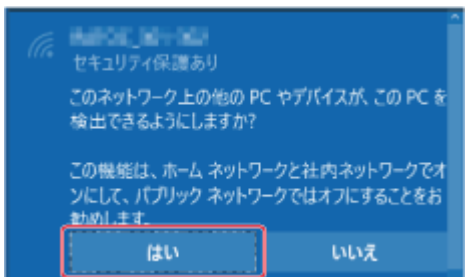 セキュリティ保護あり
このネットワーク上の他の PC やデバイスが、この PC を
検出できるようにしますか?
この機能は、ホーム ネットワークと社内ネットワークでオ
ンにして、パブリック ネットワークではオフにすることをお
勧めします。
はい
いいえ